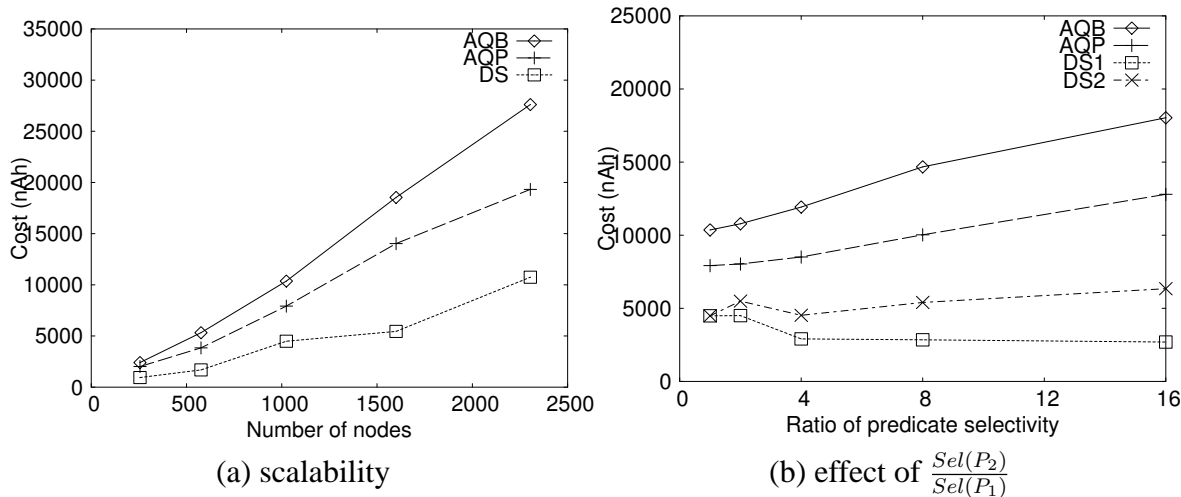 35000
30000
25000
20000
15000
10000
5000
0
Cost (nAh)
AQB
AQP
DS
0 500 1000 1500 2000 2500
Number of nodes
(a) scalability
25000
20000
15000
10000
5000
0
Cost (nAh)
AQB
AQP
DS1
DS2
0 4 8 12 16
Ratio of predicate selectivity
(b) effect of Sel(P2)/Sel(P1)